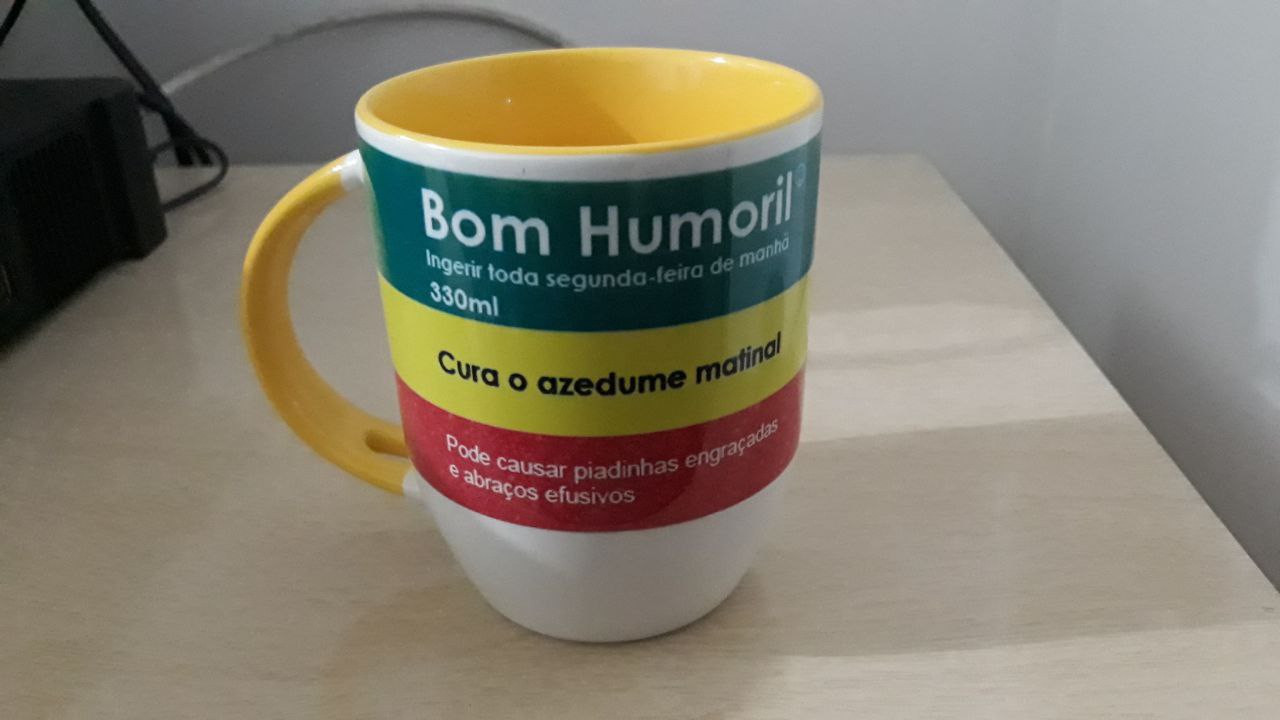 Bom Humoril
Ingerir toda segunda-feira de manhã
330ml
Cura o azedume matinal
Pode causar piadinhas engraçadas
e abraços efusivos